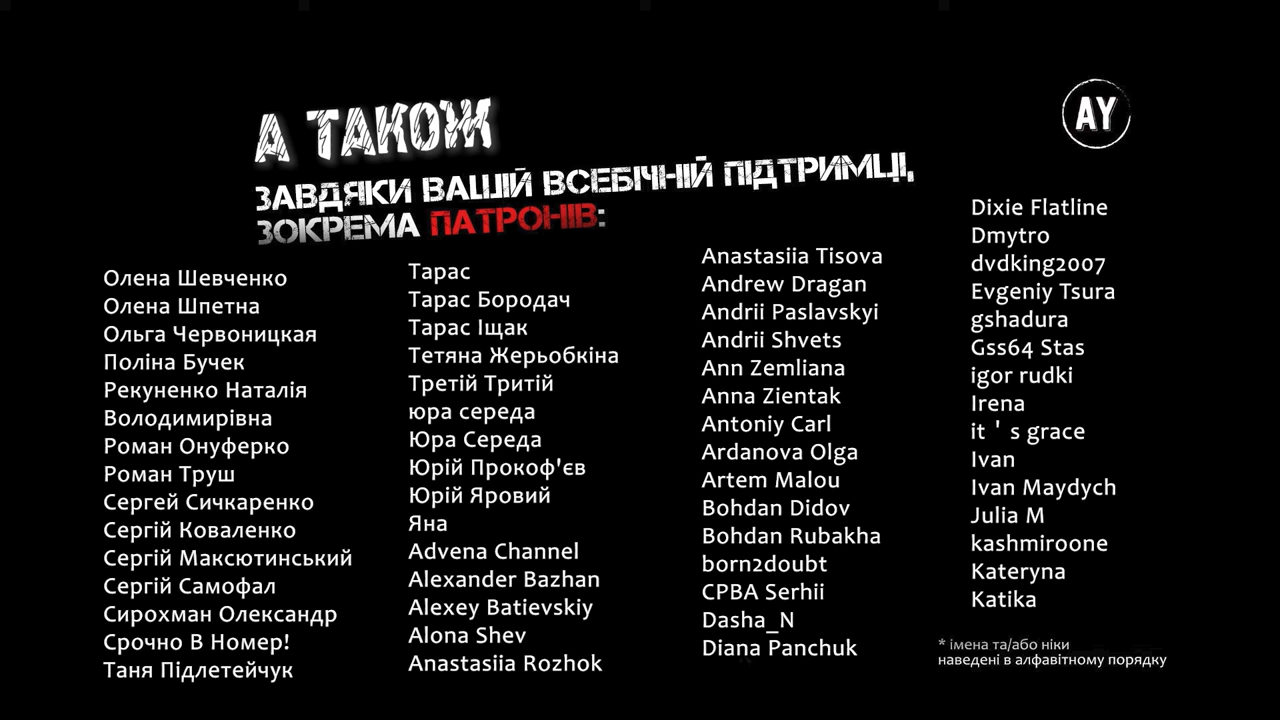 А ТАКОЖ
ЗАВДЯКИ ВАШІЙ ВСЕБІЧНІЙ ПІДТРИМЦІ,
ЗОКРЕМА ПАТРОНІВ:
AY
Олена Шевченко
Олена Шпетна
Ольга Червоницкая
Поліна Бучек
Рекуненко Наталія
Володимирівна
Роман Онуферко
Роман Труш
Сергей Сичкаренко
Сергій Коваленко
Сергій Максютинський
Сергій Самофал
Сирохман Олександр
Срочно В Номер!
Таня Підлетейчук
Тарас
Тарас Бородач
Тарас Іщак
Тетяна Жерьобкіна
Третій Тритій
юра середа
Юра Середа
Юрій Прокоф'єв
Юрій Яровий
Яна
Advena Channel
Alexander Bazhan
Alexey Batievskiy
Alona Shev
Anastasiia Rozhok
Anastasiia Tisova
Andrew Dragan
Andrii Paslavskyi
Andrii Shvets
Ann Zemliana
Anna Zientak
Antoniy Carl
Ardanova Olga
Artem Malou
Bohdan Didov
Bohdan Rubakha
born2doubt
CPBA Serhii
Dasha_N
Diana Panchuk
Dixie Flatline
Dmytro
dvdking2007
Evgeniy Tsura
gshadura
Gss64 Stas
igor rudki
Irena
it ' s grace
Ivan
Ivan Maydych
Julia M
kashmiroone
Kateryna
Katika
* імена та/або ніки
наведені в алфавітному порядку